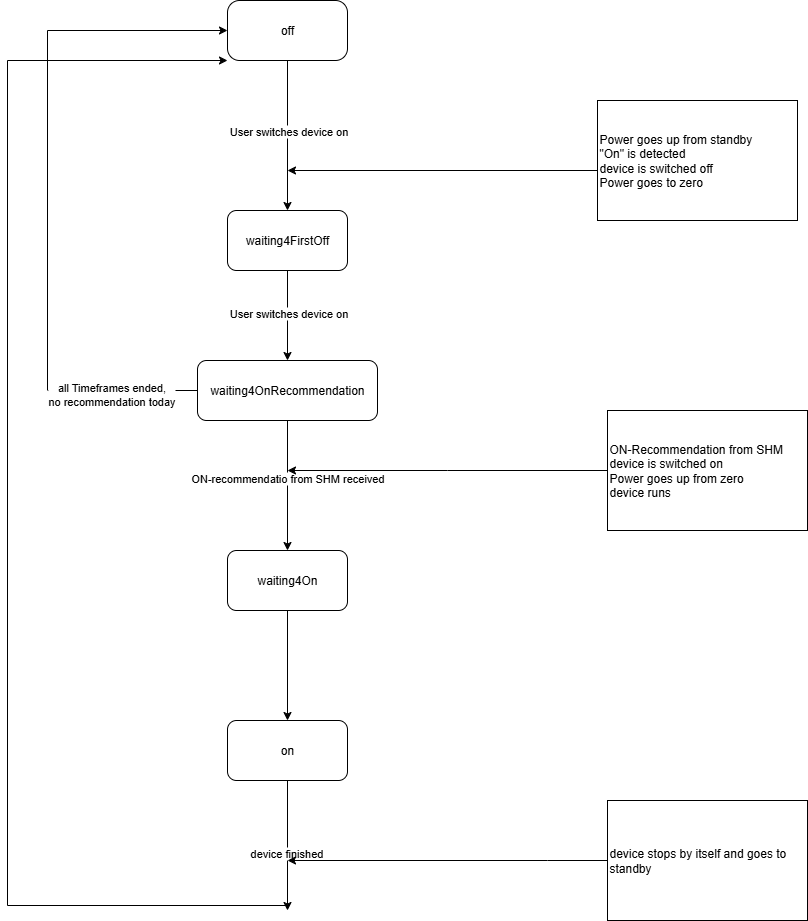 off
User switches device on
Power goes up from standby
"On" is detected
device is switched off
Power goes to zero
waiting4FirstOff
User switches device on
all Timeframes ended,
no recommendation today
waiting4OnRecommendation
ON-Recommendation from SHM
device is switched on
Power goes up from zero
device runs
ON-recommendatio from SHM received
waiting4On
on
device finished
device stops by itself and goes to
standby